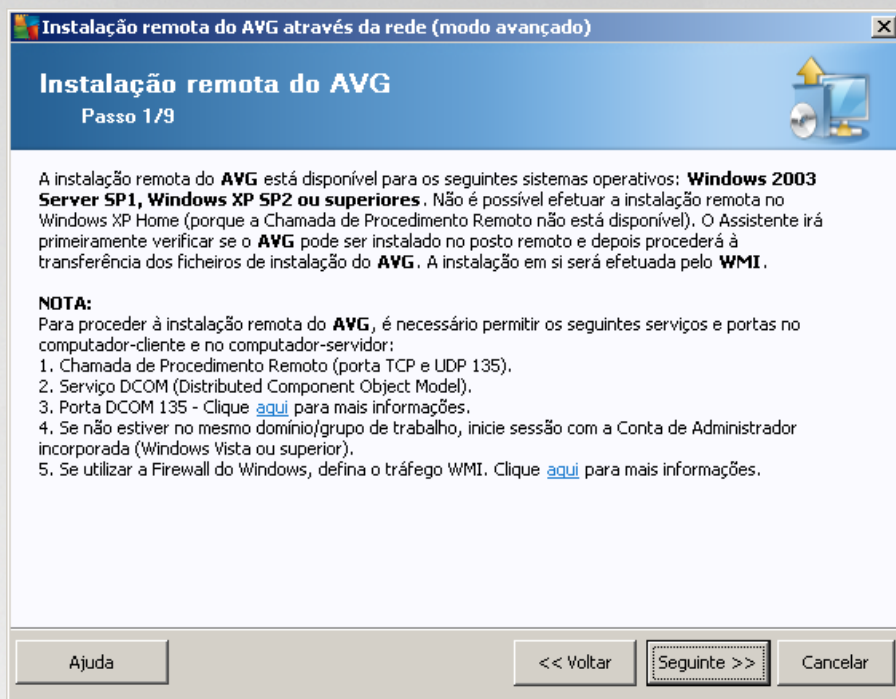 Instalação remota do AVG através da rede (modo avançado)
Instalação remota do AVG
Passo 1/9
A instalação remota do AVG está disponível para os seguintes sistemas operativos: Windows 2003
Server SP1, Windows XP SP2 ou superiores. Não é possível efetuar a instalação remota no
Windows XP Home (porque a Chamada de Procedimento Remoto não está disponível). O Assistente irá
primeiramente verificar se o AVG pode ser instalado no posto remoto e depois procederá à
transferência dos ficheiros de instalação do AVG. A instalação em si será efetuada pelo WMI.
NOTA:
Para proceder à instalação remota do AVG, é necessário permitir os seguintes serviços e portas no
computador-cliente e no computador-servidor:
1. Chamada de Procedimento Remoto (porta TCP e UDP 135).
2. Serviço DCOM (Distributed Component Object Model).
3. Porta DCOM 135 - Clique aqui para mais informações.
4. Se não estiver no mesmo domínio/grupo de trabalho, inicie sessão com a Conta de Administrador
incorporada (Windows Vista ou superior).
5. Se utilizar a Firewall do Windows, defina o tráfego WMI. Clique aqui para mais informações.
Ajuda
<< Voltar
Seguinte >>
Cancelar